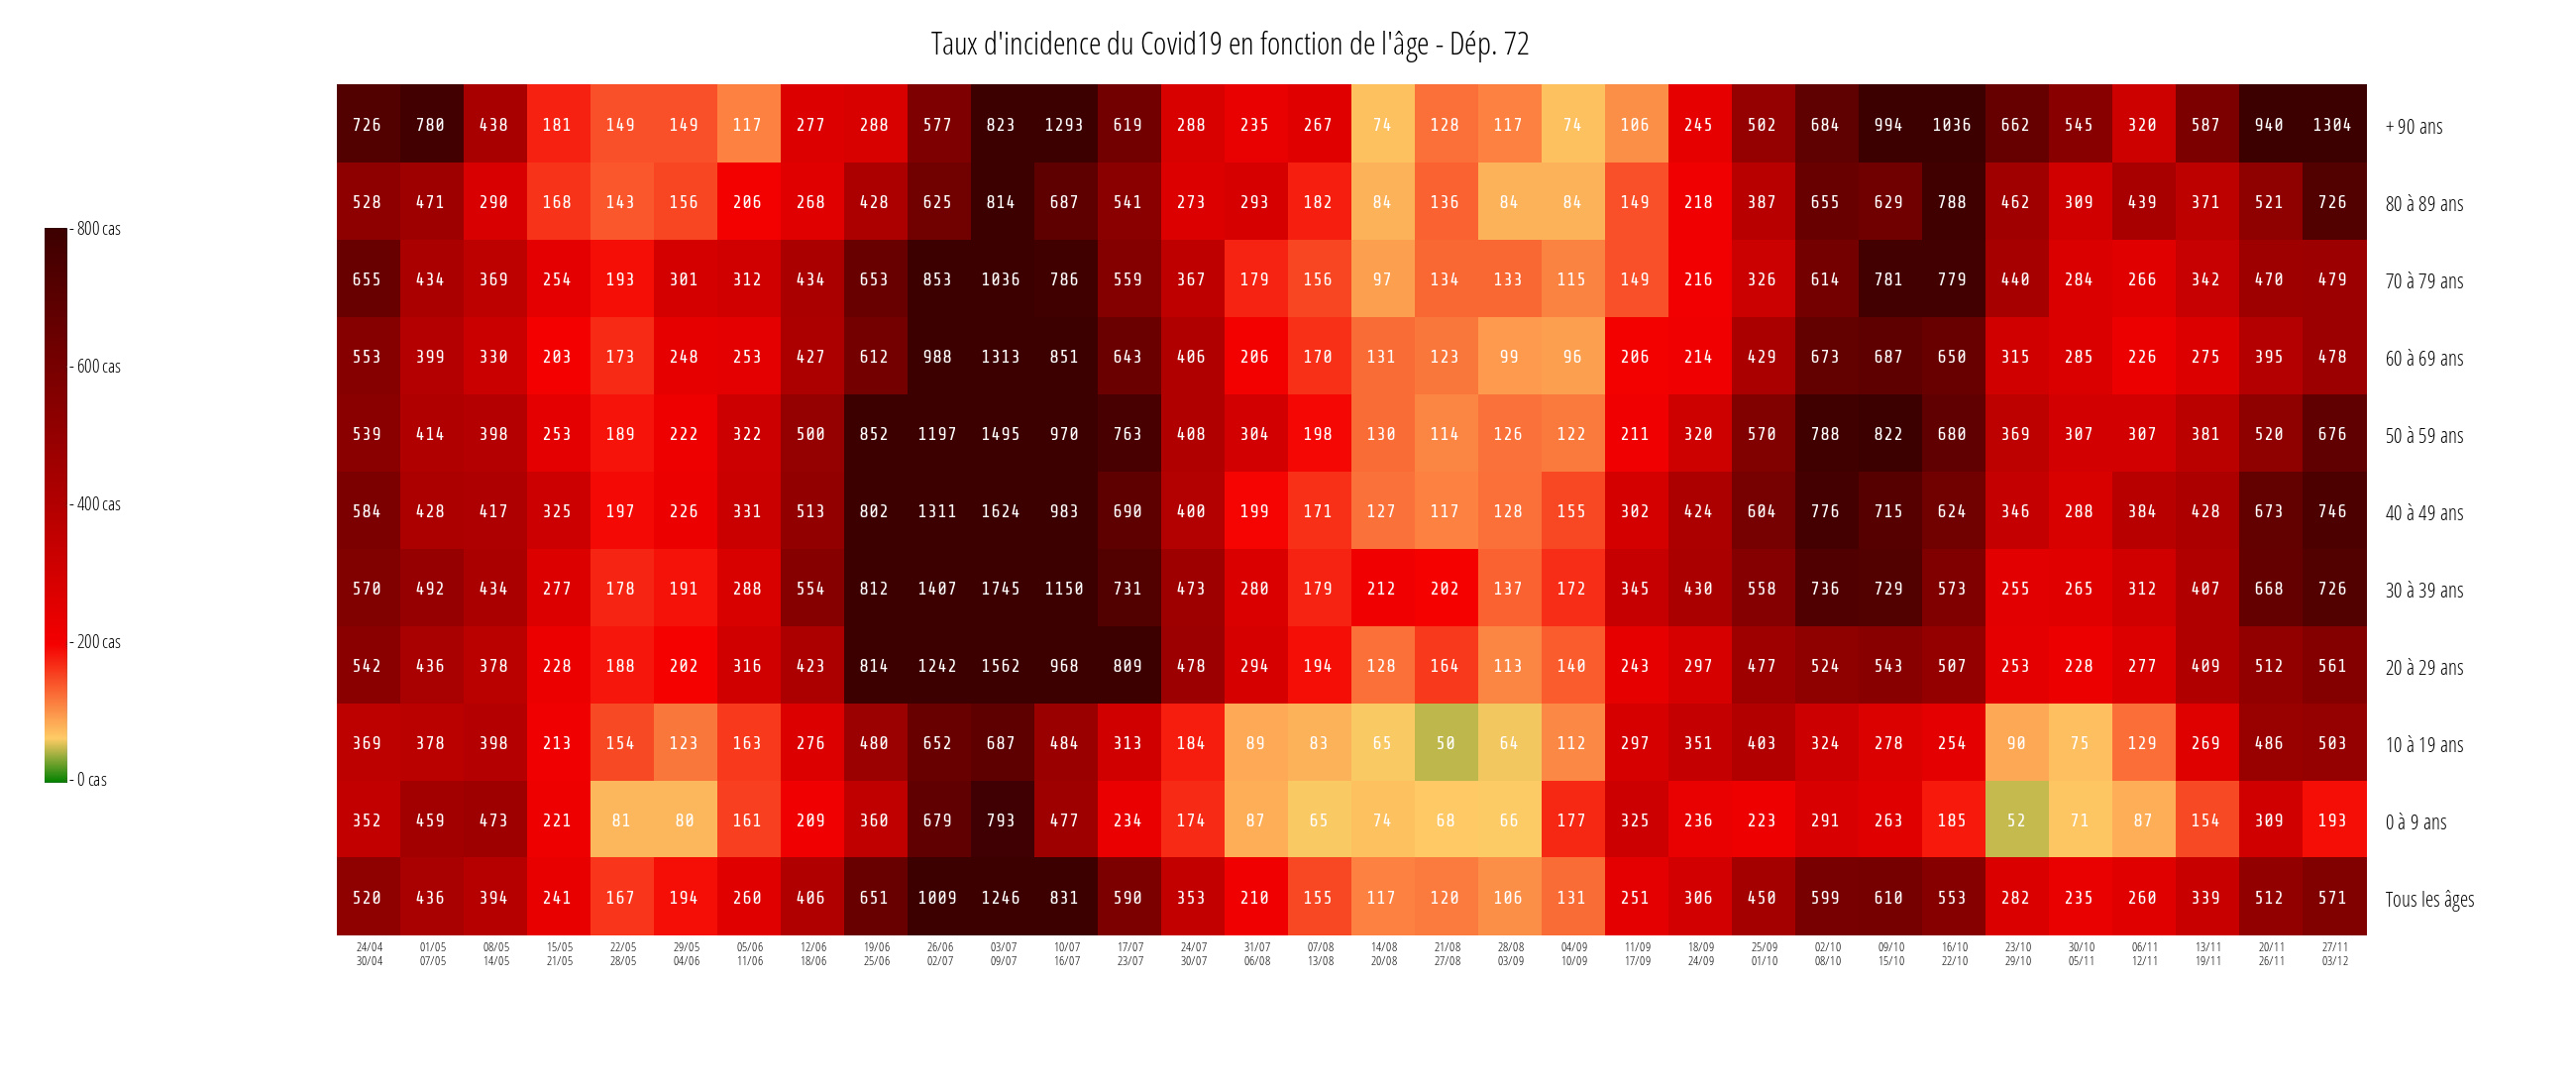 Taux d'incidence du Covid19 en fonction de l'âge - Dép. 72
726 780 438 181 149 149 117 277 288 577 823 1293 619 288 235 267 74 128 117 74 106 245 502 684 994 1036 662 545 320 587 940 1304 + 90 ans
528 471 290 168 143 156 206 268 428 625 814 687 541 273 293 182 84 136 84 84 149 218 387 655 629 788 462 309 439 371 521 726 80 à 89 ans
655 434 369 254 193 301 312 434 653 853 1036 786 559 367 179 156 97 134 133 115 149 216 326 614 781 779 440 284 266 342 470 479 70 à 79 ans
553 399 330 203 173 248 253 427 612 988 1313 851 643 406 206 170 131 123 99 96 206 214 429 673 687 650 315 285 226 275 395 478 60 à 69 ans
539 414 398 253 189 222 322 500 852 1197 1495 970 763 408 304 198 130 114 126 122 211 320 570 788 822 680 369 307 307 381 520 676 50 à 59 ans
584 428 417 325 197 226 331 513 802 1311 1624 983 690 400 199 171 127 117 128 155 302 424 604 776 715 624 346 288 384 428 673 746 40 à 49 ans
570 492 434 277 178 191 288 554 812 1407 1745 1150 731 473 280 179 212 202 137 172 345 430 558 736 729 573 255 265 312 407 668 726 30 à 39 ans
542 436 378 228 188 202 316 423 814 1242 1562 968 809 478 294 194 128 164 113 140 243 297 477 524 543 507 253 228 277 409 512 561 20 à 29 ans
369 378 398 213 154 123 163 276 480 652 687 484 313 184 89 83 65 50 64 112 297 351 403 324 278 254 90 75 129 269 486 503 10 à 19 ans
352 459 473 221 81 80 161 209 360 679 793 477 234 174 87 65 74 68 66 177 325 236 223 291 263 185 52 71 87 154 309 193 0 à 9 ans
520 436 394 241 167 194 260 406 651 1009 1246 831 590 353 210 155 117 120 106 131 251 306 450 599 610 553 282 235 260 339 512 571 Tous les âges
24/04 01/05 08/05 15/05 22/05 29/05 05/06 12/06 19/06 26/06 03/07 10/07 17/07 24/07 31/07 07/08 14/08 21/08 28/08 04/09 11/09 18/09 25/09 02/10 09/10 16/10 23/10 30/10 06/11 13/11 20/11 27/11
30/04 07/05 14/05 21/05 28/05 04/06 11/06 18/06 25/06 02/07 09/07 16/07 23/07 30/07 06/08 13/08 20/08 27/08 03/09 10/09 17/09 24/09 01/10 08/10 15/10 22/10 29/10 05/11 12/11 19/11 26/11 03/12
- 800 cas
- 600 cas
- 400 cas
- 200 cas
- 0 cas